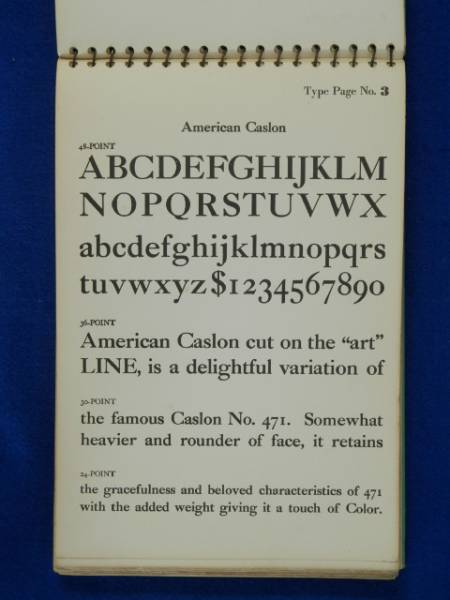 Type Page No. 3
American Caslon
48-POINT
ABCDEFGHIJKLM
NOPQRSTUVWX
abcdefghijklmnopqrs
tuvwxyz$1234567890
36-POINT
American Caslon cut on the “art”
LINE, is a delightful variation of
30-POINT
the famous Caslon No. 471. Somewhat
heavier and rounder of face, it retains
24-POINT
the gracefulness and beloved characteristics of 471
with the added weight giving it a touch of Color.